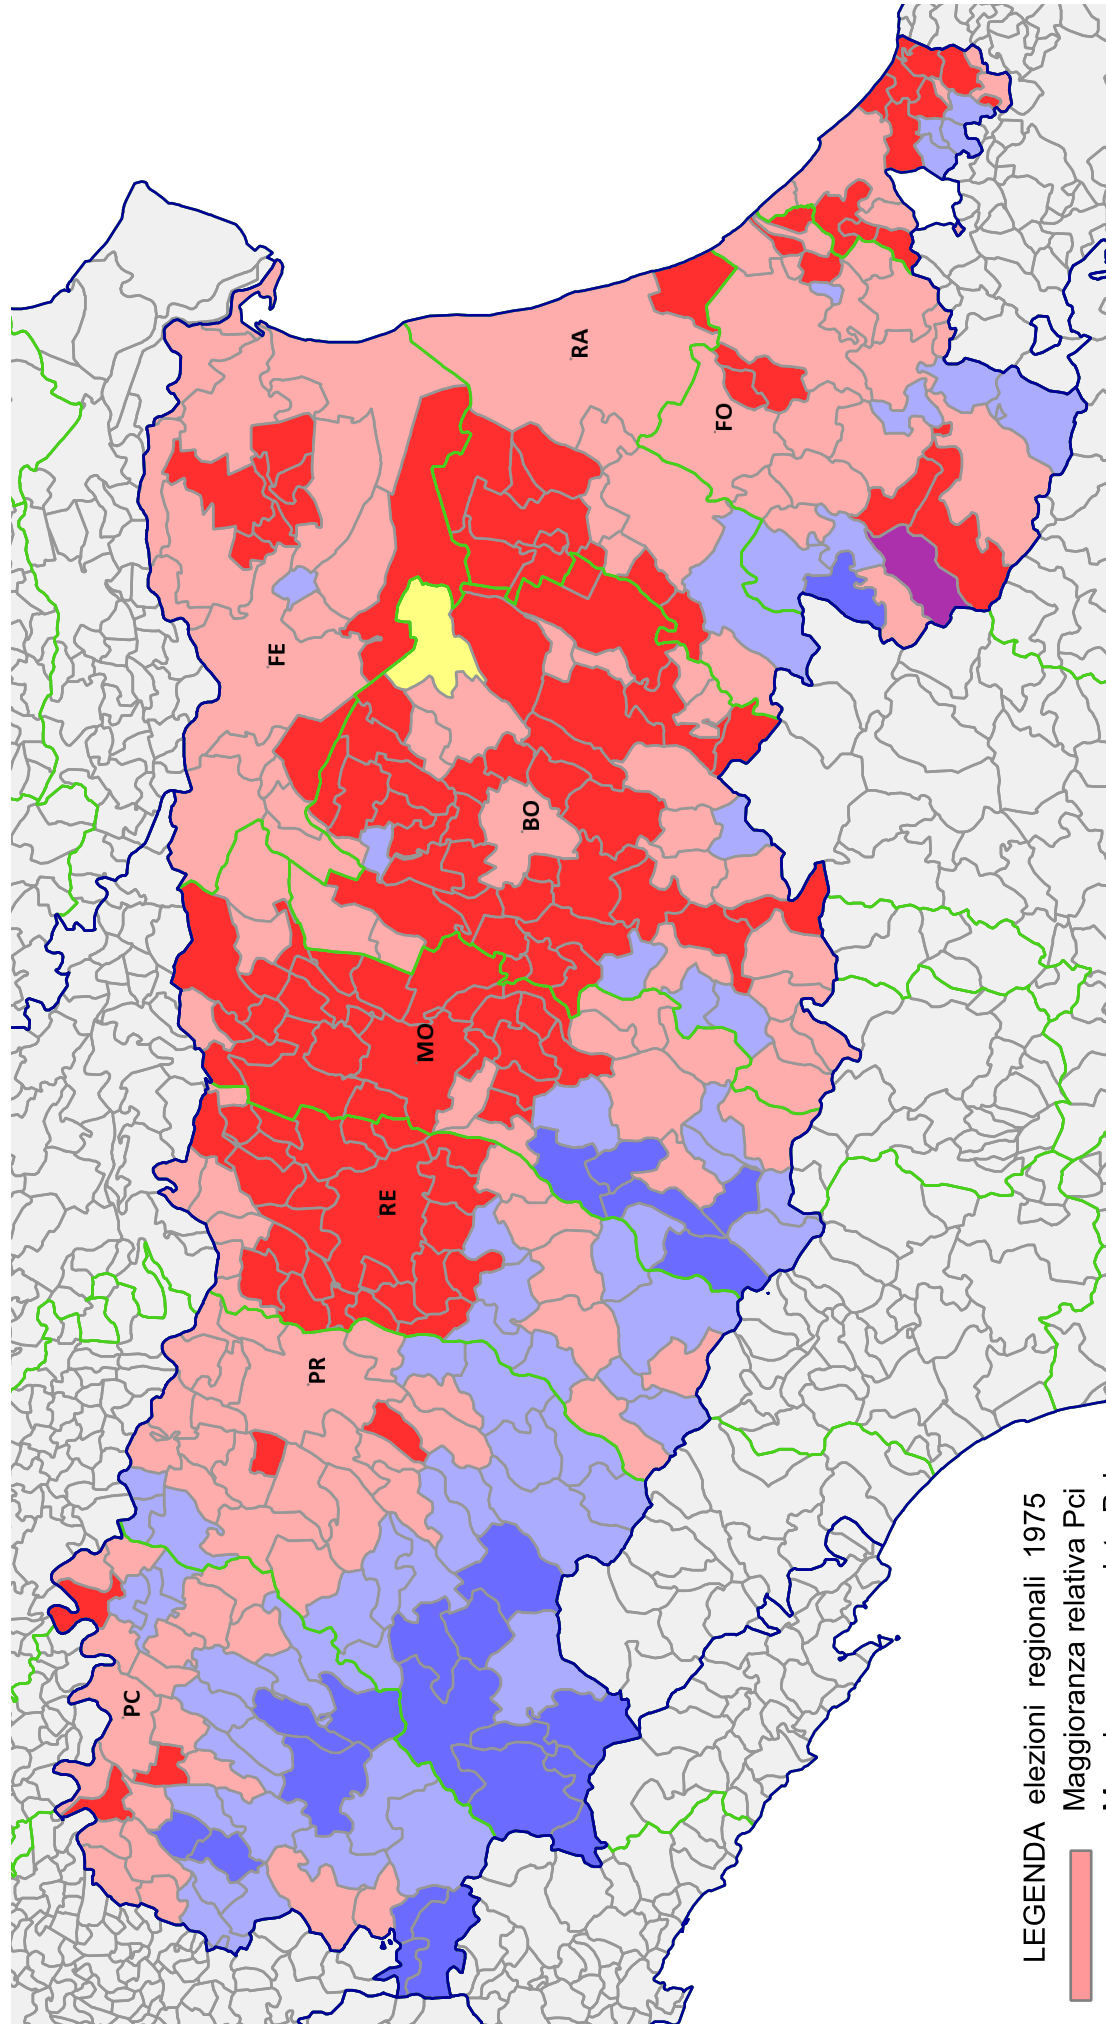 PC
PR
RE
MO
BO
FE
RA
FO
LEGENDA elezioni regionali 1975
Maggioranza relativa Pci